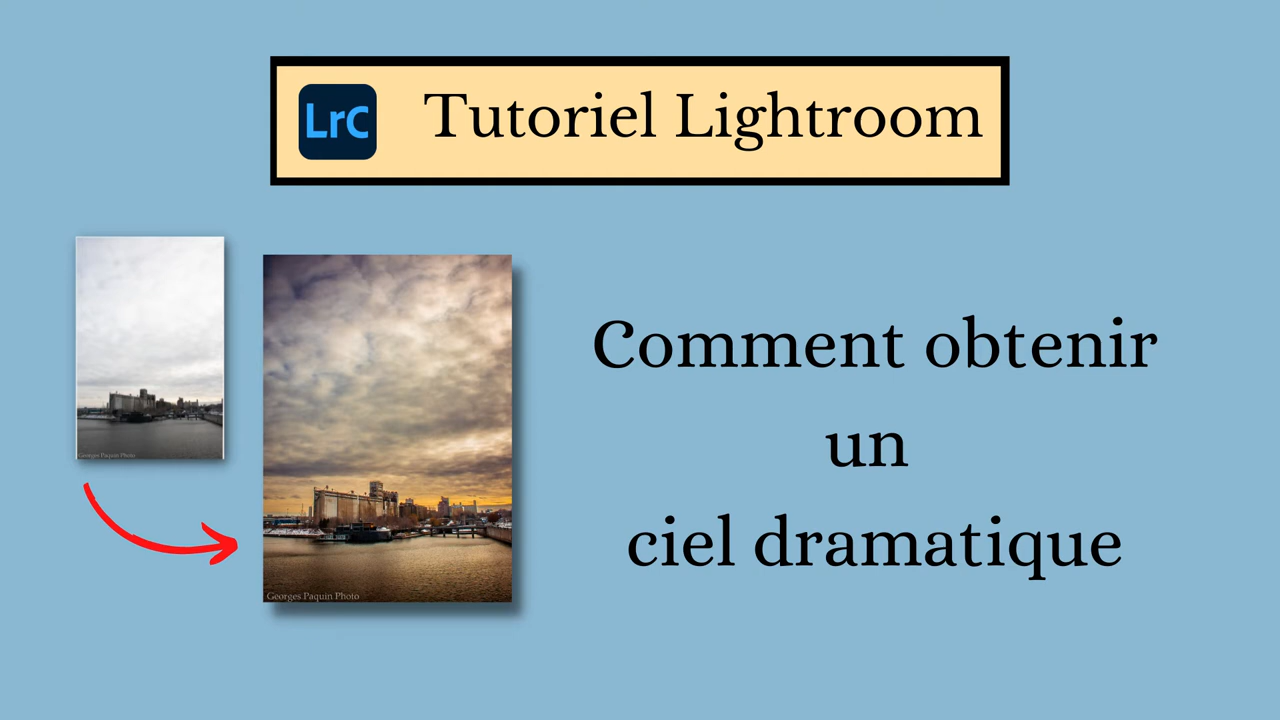 LrC Tutoriel Lightroom
Georges Paquin Photo
Georges Paquin Photo
Comment obtenir
un
ciel dramatique